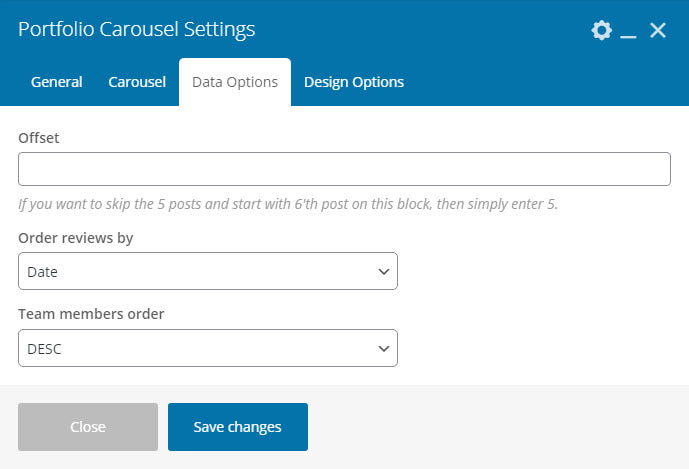 Portfolio Carousel Settings
General Carousel Data Options Design Options
Offset
If you want to skip the 5 posts and start with 6'th post on this block, then simply enter 5.
Order reviews by
Date
Team members order
DESC
Close Save changes